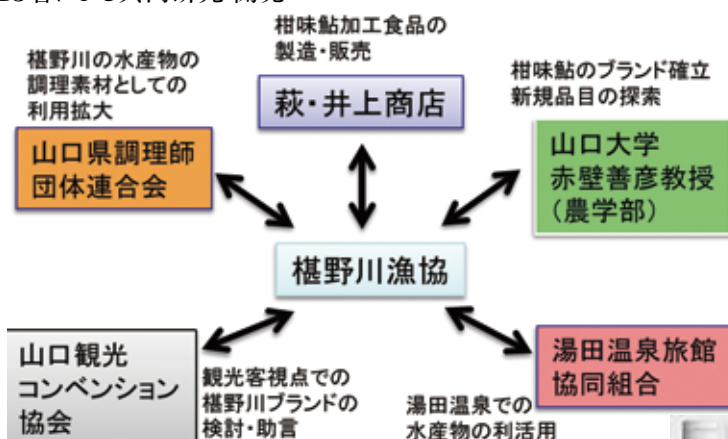 柑味鮎加工食品の
製造・販売
萩・井上商店
椹野川の水産物の
調理素材としての
利用拡大
山口県調理師
団体連合会
柑味鮎のブランド確立
新規品目の探索
山口大学
赤壁善彦教授
（農学部）
椹野川漁協
山口観光
コンベンション
協会
観光客視点での
椹野川ブランドの
検討・助言
湯田温泉での
水産物の利活用
湯田温泉旅館
協同組合